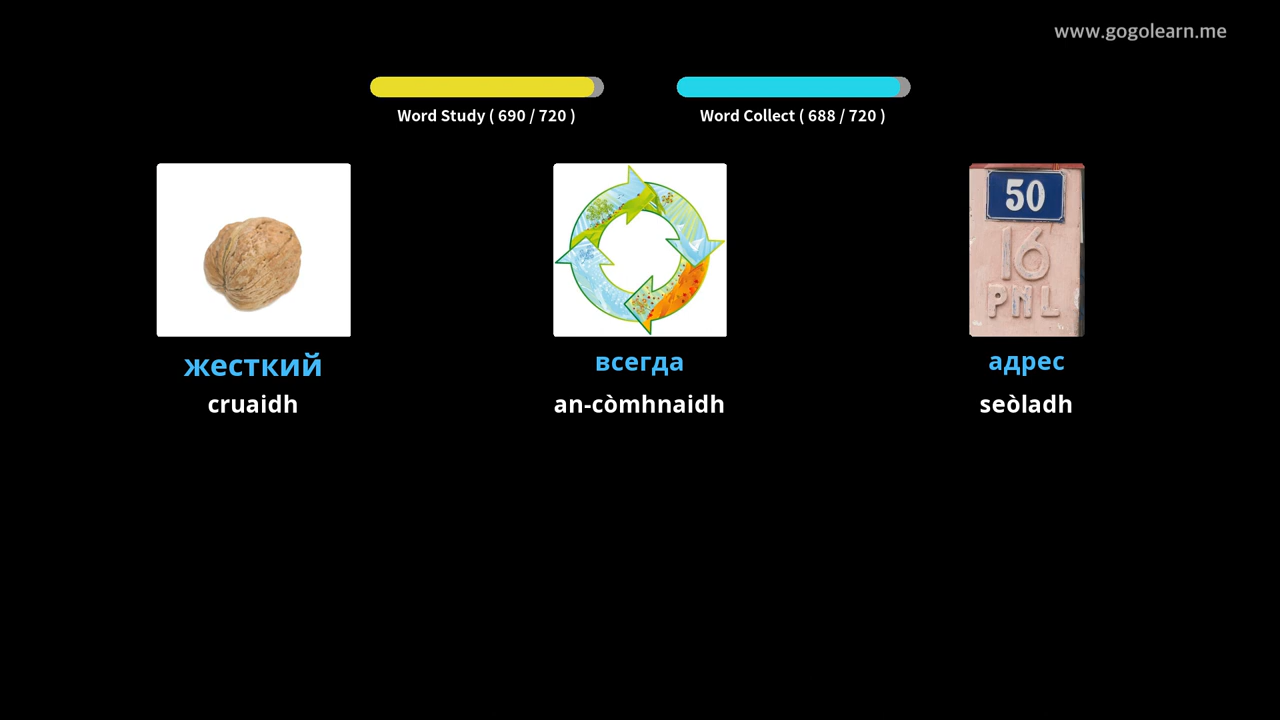 www.gogolearn.me
Word Study ( 690 / 720 )
Word Collect ( 688 / 720 )
50
16
PNL
жесткий
всегда
адрес
cruaidh
an-còmhnaidh
seòladh